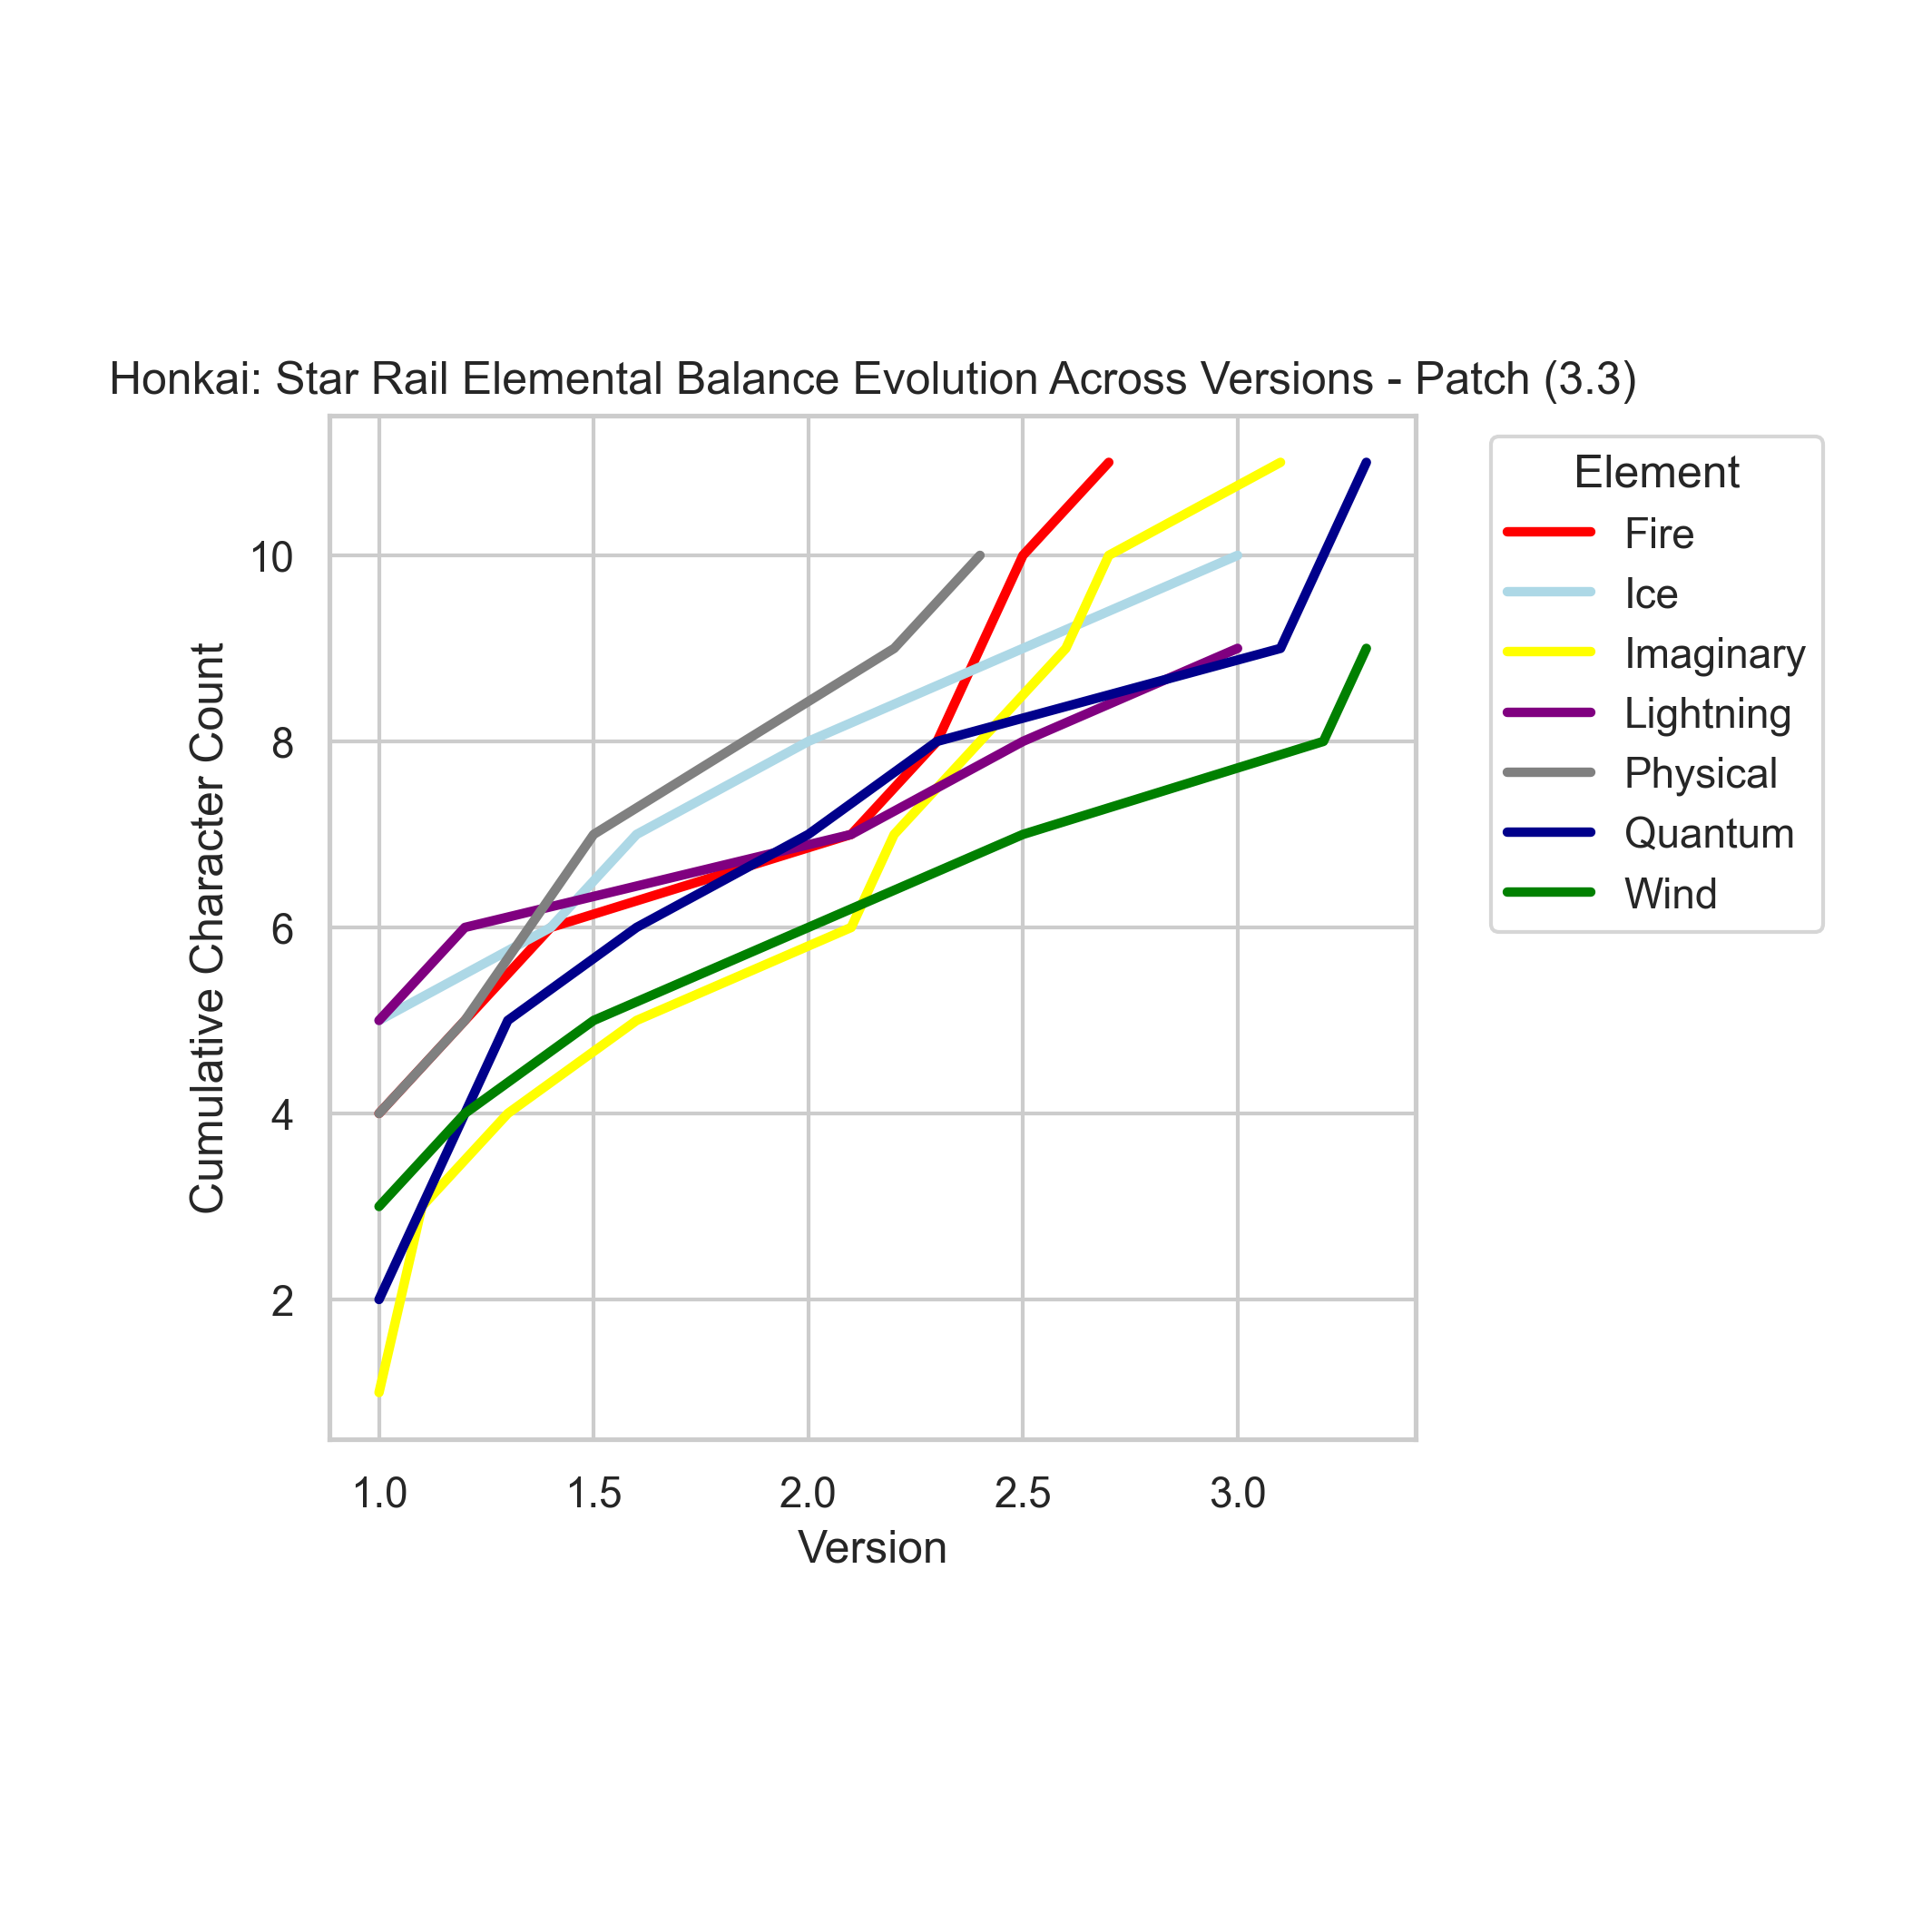 Honkai: Star Rail Elemental Balance Evolution Across Versions - Patch (3.3)
Cumulative Character Count
10
8
6
4
2
1.0 1.5 2.0 2.5 3.0
Version
Element
Fire
Ice
Imaginary
Lightning
Physical
Quantum
Wind